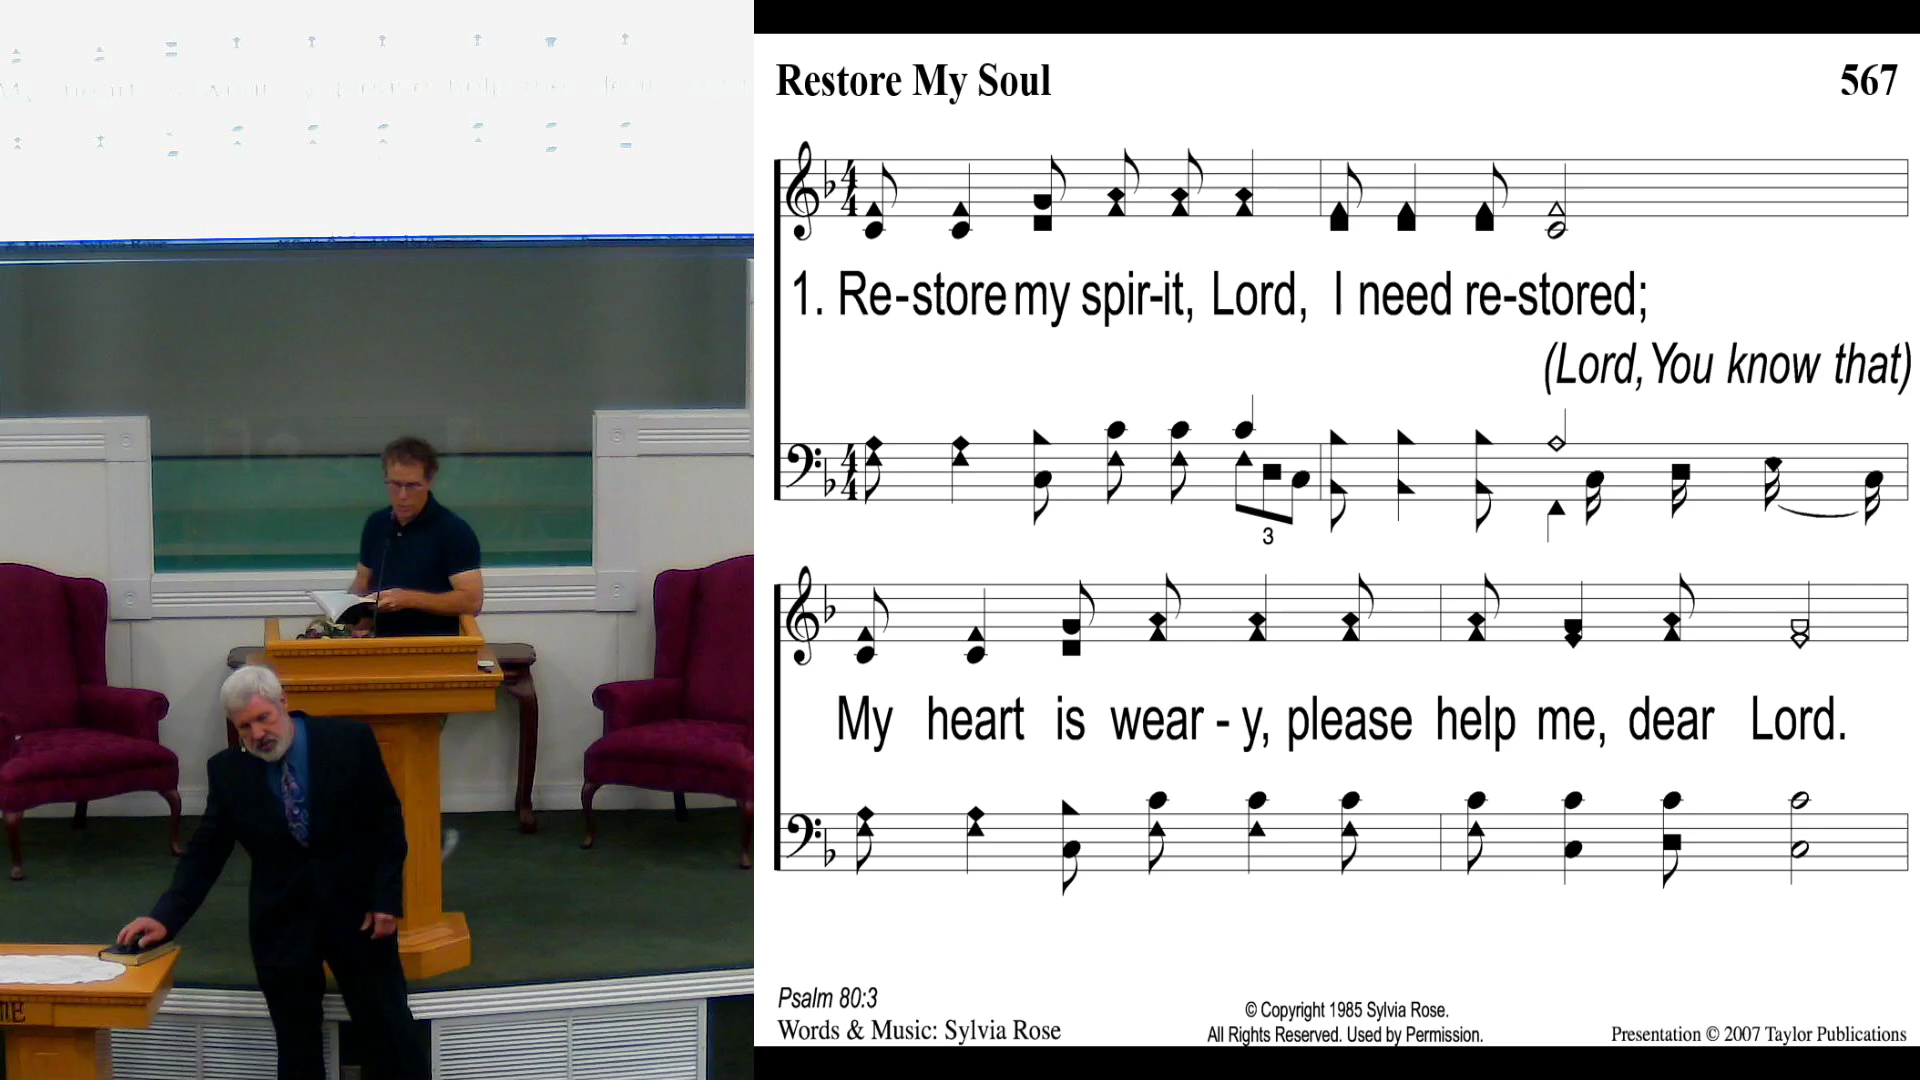 Restore My Soul
567
1. Re-store my spir-it, Lord, I need re-stored;
(Lord, You know that)
3
My heart is wear - y, please help me, dear Lord.
Psalm 80:3
Words & Music: Sylvia Rose
© Copyright 1985 Sylvia Rose.
All Rights Reserved. Used by Permission.
Presentation © 2007 Taylor Publications